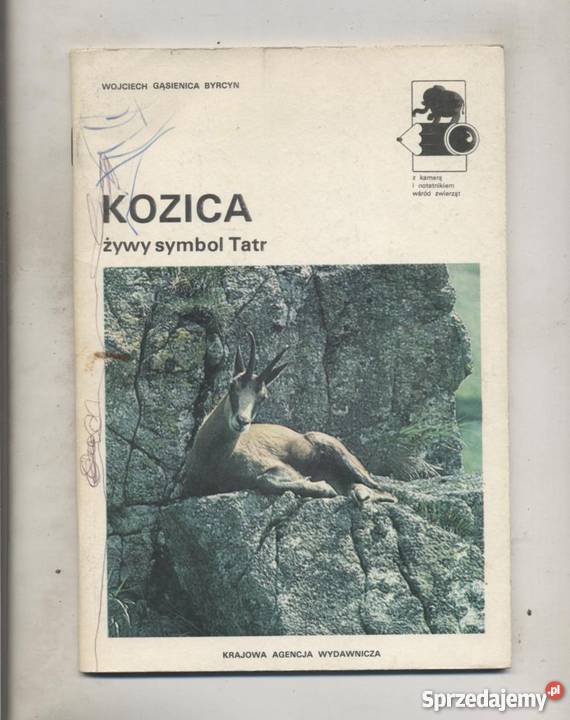 WOJCIECH GĄSIENICA BYRCYN
z kamerą
i notatnikiem
wśród zwierząt
KOZICA
żywy symbol Tatr
KRAJOWA AGENCJA WYDAWNICZA
Sprzedajemy.pl